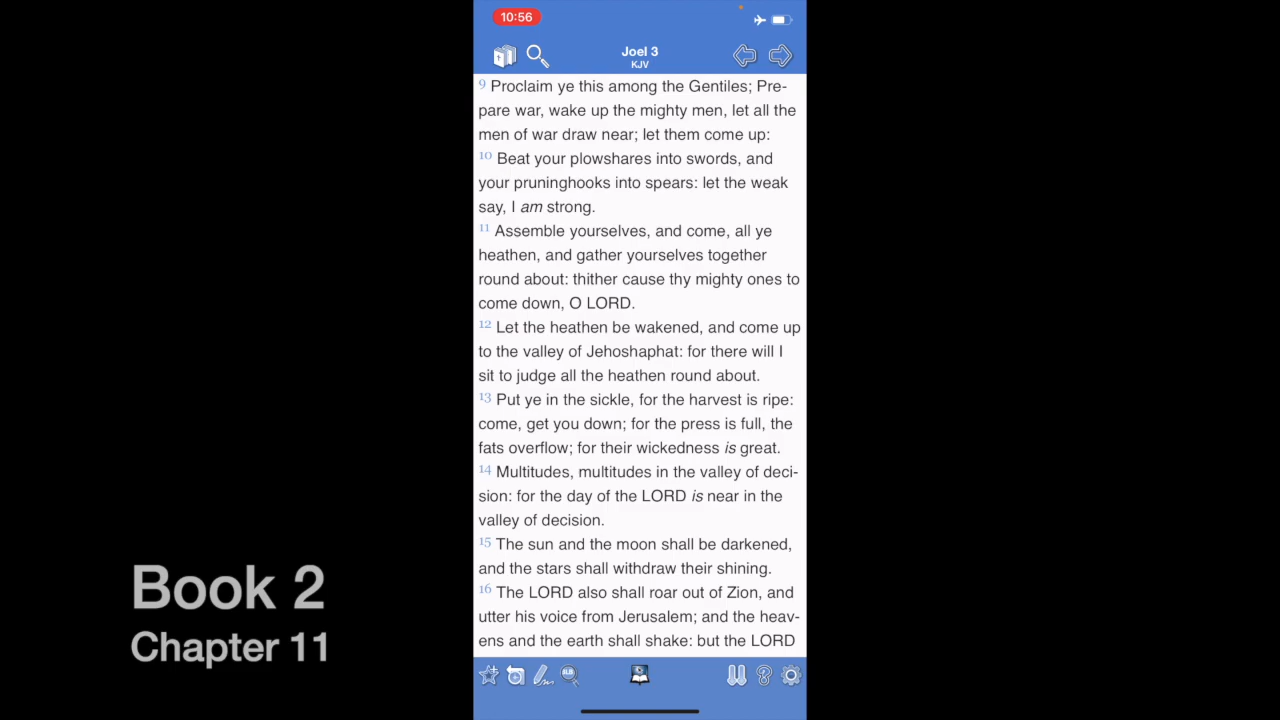 10:56
Joel 3
KJV
9 Proclaim ye this among the Gentiles; Pre-
pare war, wake up the mighty men, let all the
men of war draw near; let them come up:
10 Beat your plowshares into swords, and
your pruninghooks into spears: let the weak
say, I am strong.
11 Assemble yourselves, and come, all ye
heathen, and gather yourselves together
round about: thither cause thy mighty ones to
come down, O LORD.
12 Let the heathen be wakened, and come up
to the valley of Jehoshaphat: for there will I
sit to judge all the heathen round about.
13 Put ye in the sickle, for the harvest is ripe:
come, get you down; for the press is full, the
fats overflow; for their wickedness is great.
14 Multitudes, multitudes in the valley of deci-
sion: for the day of the LORD is near in the
valley of decision.
15 The sun and the moon shall be darkened,
and the stars shall withdraw their shining.
16 The LORD also shall roar out of Zion, and
utter his voice from Jerusalem; and the heav-
ens and the earth shall shake: but the LORD
Book 2
Chapter 11